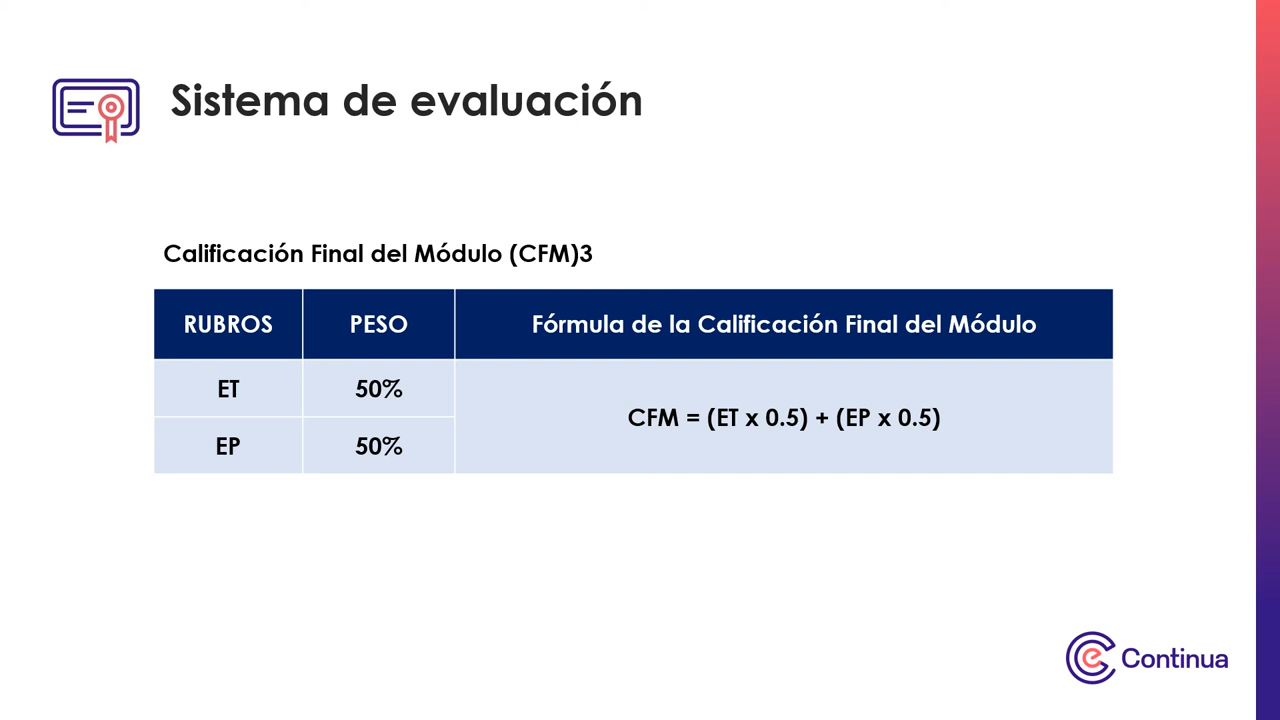 Sistema de evaluación
Calificación Final del Módulo (CFM)3
RUBROS PESO Fórmula de la Calificación Final del Módulo
ET 50%
CFM = (ET x 0.5) + (EP x 0.5)
EP 50%
e Continua